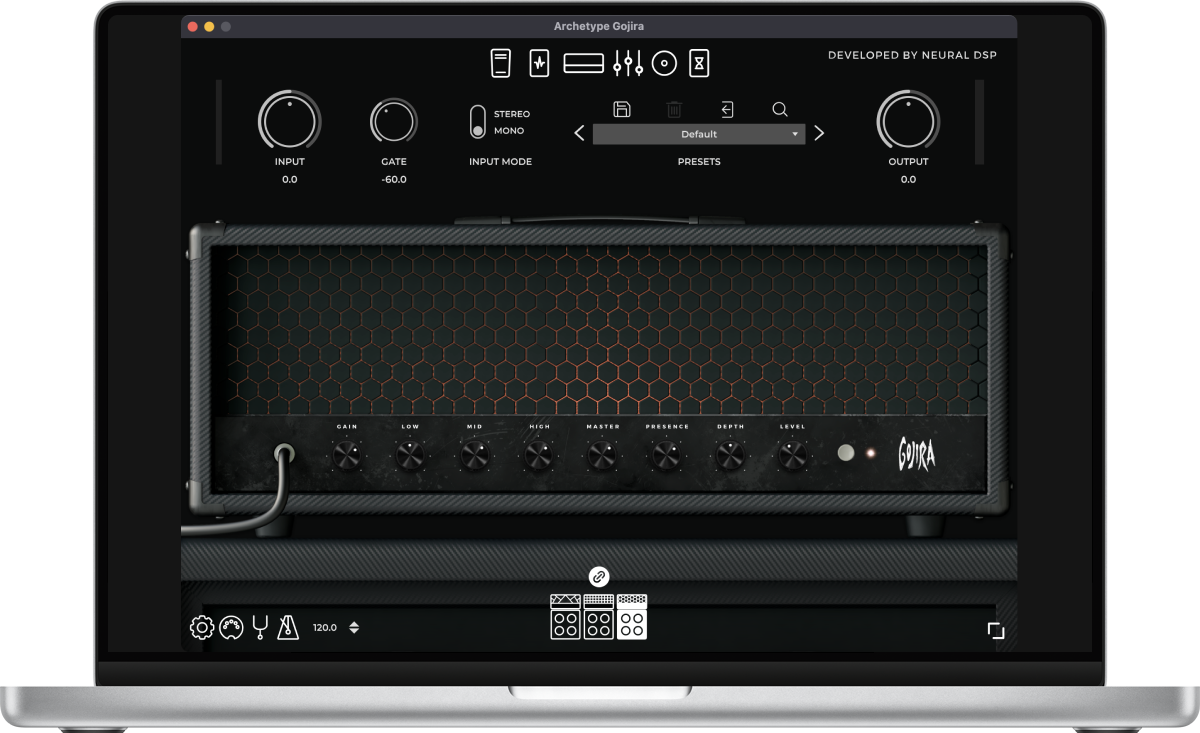 Archetype Gojira
DEVELOPED BY NEURAL DSP
STEREO
MONO
Default
INPUT
GATE
INPUT MODE
PRESETS
OUTPUT
0.0
-60.0
0.0
GAIN LOW MID HIGH MASTER PRESENCE DEPTH LEVEL
GOJIRA
120.0